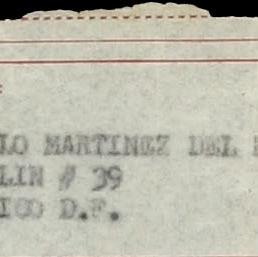 LO MARTINEZ DEL
LIN # 39
ICO D.F.